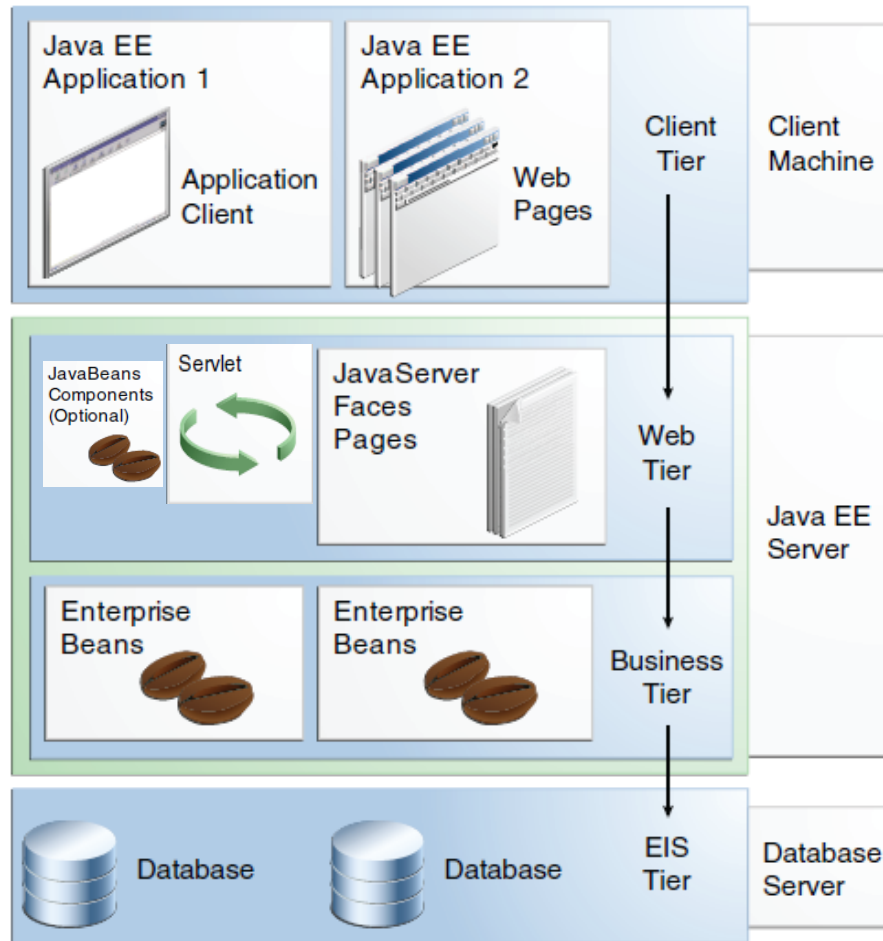 Java EE
Application 1
Application
Client
Java EE
Application 2
Web
Pages
Client
Tier
Client
Machine
JavaBeans
Components
(Optional)
Servlet
JavaServer
Faces
Pages
Web
Tier
Java EE
Server
Enterprise
Beans
Enterprise
Beans
Business
Tier
Database
Database
EIS
Tier
Database
Server